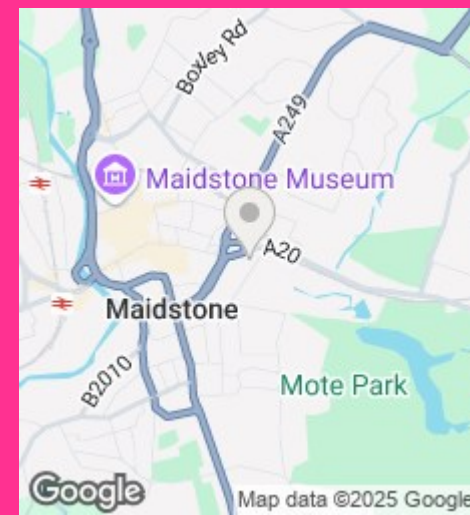 Boxley Rd
A249
Maidstone Museum
A20
Maidstone
B2010
Mote Park
Google
Map data ©2025 Google